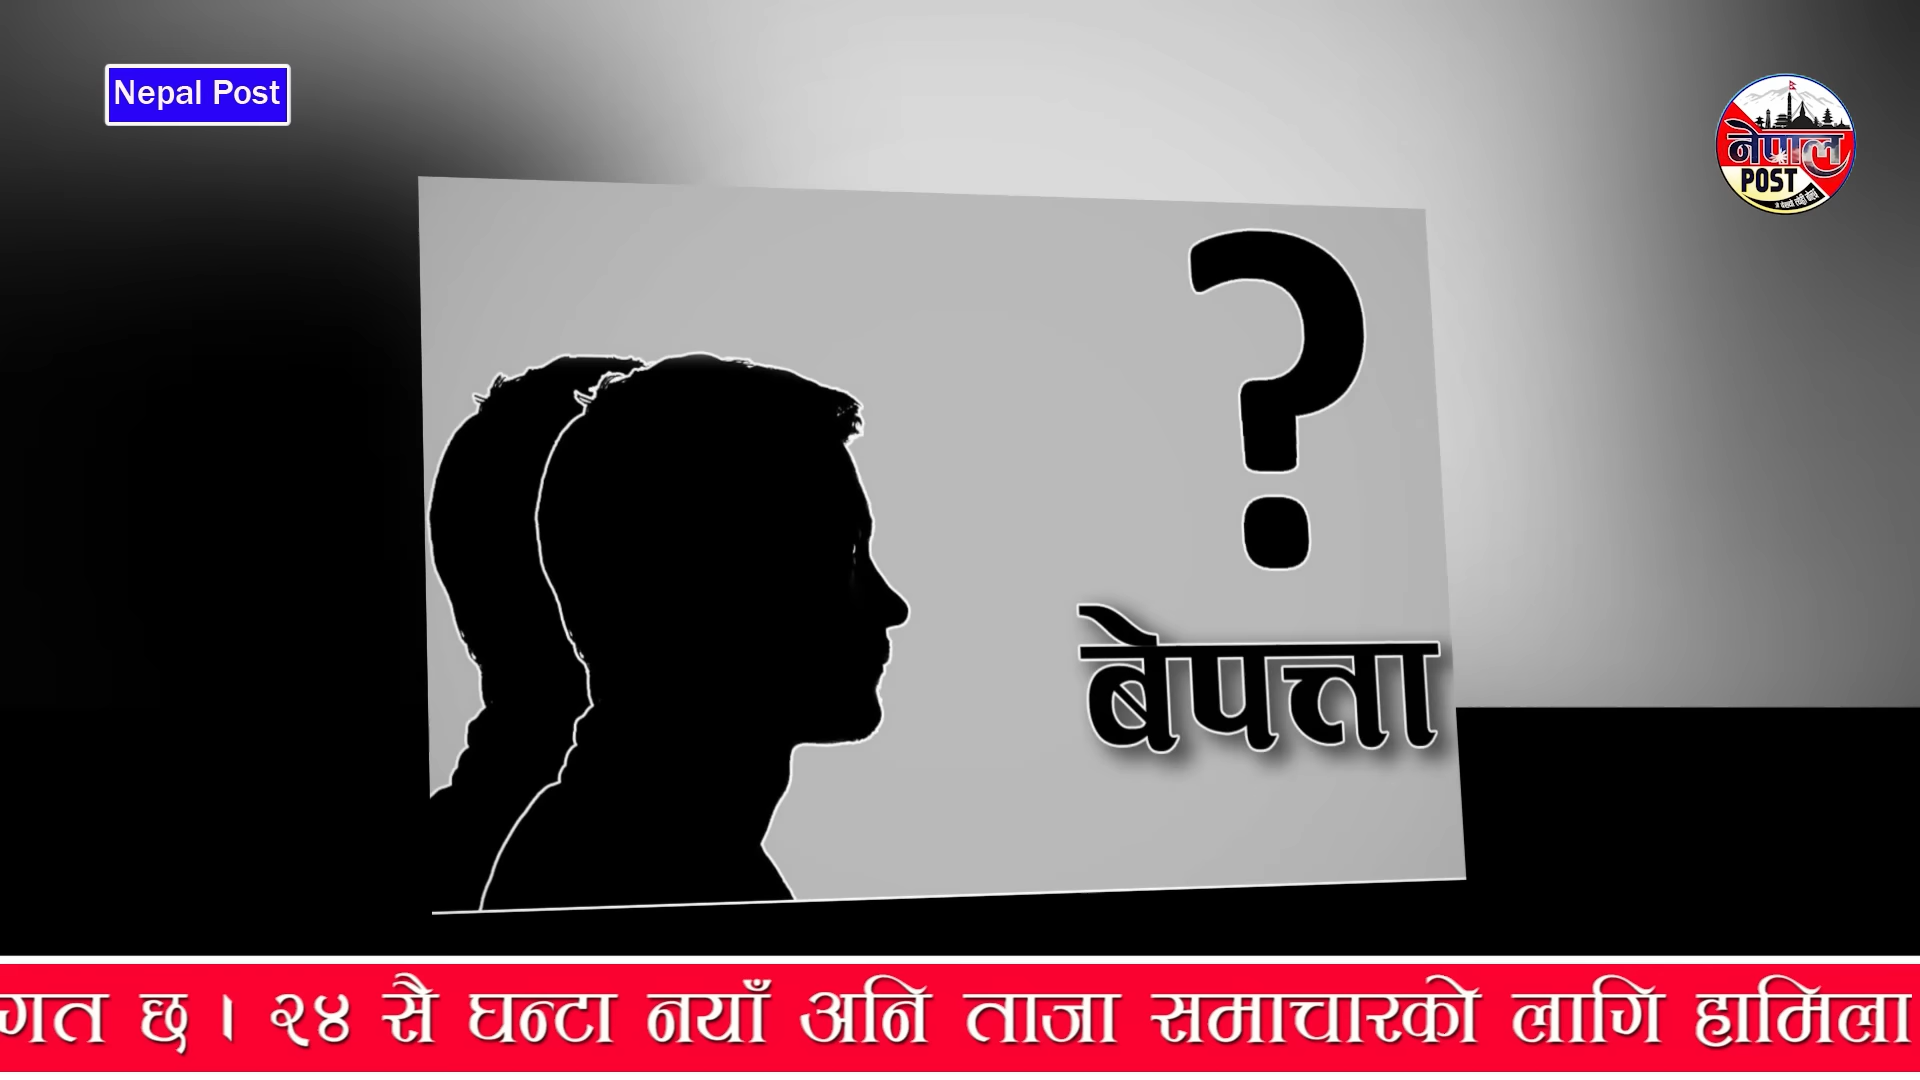 Nepal Post
नेपाल
POST
?
बेपत्ता
गत छ । २४ सै घन्टा नयाँ अनि ताजा समाचारको लागि हामिला